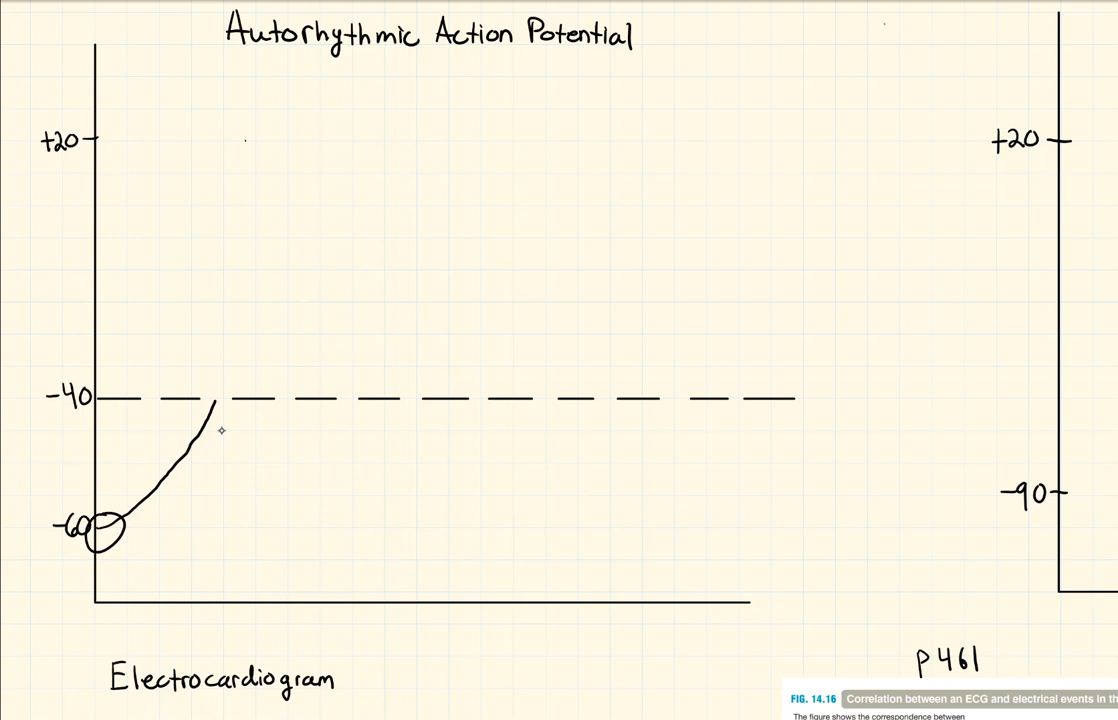 Autorhythmic Action Potential
+20
-40
-60
+20
-90
Electrocardiogram
P 461
FIG. 14.16 Correlation between an ECG and electrical events in th
The figure shows the correspondence between